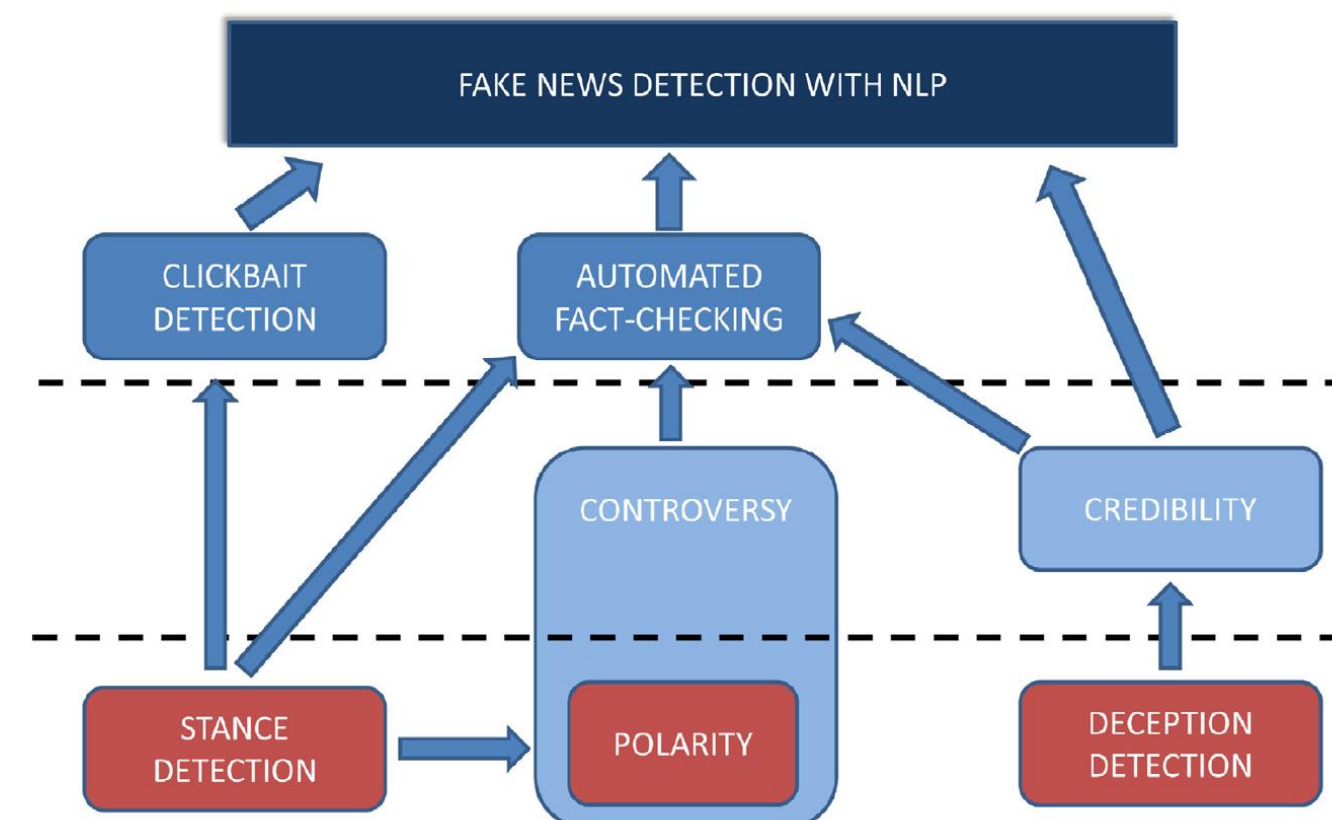 FAKE NEWS DETECTION WITH NLP
CLICKBAIT
DETECTION
AUTOMATED
FACT-CHECKING
CONTROVERSY
CREDIBILITY
STANCE
DETECTION
POLARITY
DECEPTION
DETECTION